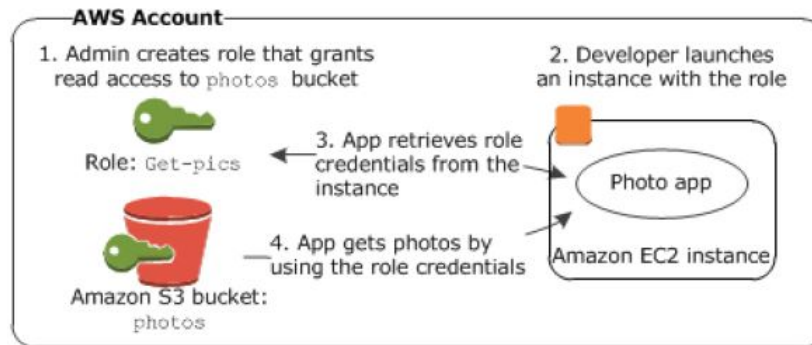 AWS Account
1. Admin creates role that grants
read access to photos bucket
Role: Get-pics
2. Developer launches
an instance with the role
3. App retrieves role
credentials from the
instance
Photo app
Amazon EC2 instance
4. App gets photos by
using the role credentials
Amazon S3 bucket:
photos